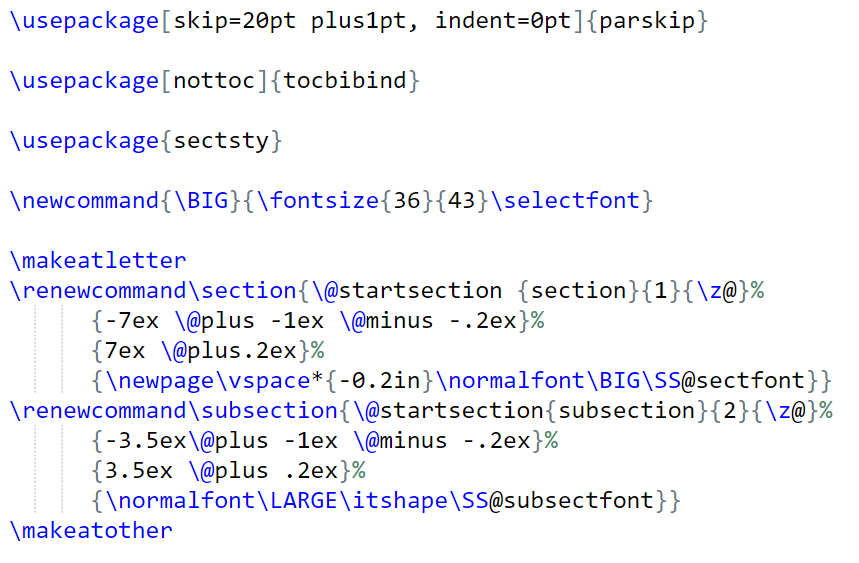 \usepackage[skip=20pt plus1pt, indent=0pt]{parskip}
\usepackage[nottoc]{tocbibind}
\usepackage{sectsty}
\newcommand{\BIG}{\fontsize{36}{43}\selectfont}
\makeatletter
\renewcommand\section{\@startsection {section}{1}{\z@}%
{-7ex \@plus -1ex \@minus -.2ex}%
{7ex \@plus.2ex}%
{\newpage\vspace*{-0.2in}\normalfont\BIG\SS@sectfont}}
\renewcommand\subsection{\@startsection{subsection}{2}{\z@}%
{-3.5ex\@plus -1ex \@minus -.2ex}%
{3.5ex \@plus .2ex}%
{\normalfont\LARGE\itshape\SS@subsectfont}}
\makeatother